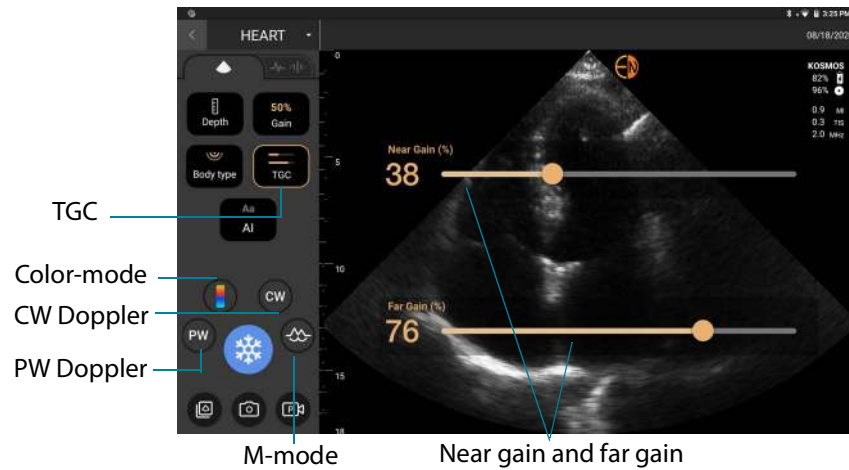 3:25 PM
HEART
08/18/202
0
KOSMOS
82%
96%
0.9 MI
0.3 TIS
2.0 MHz
Depth
50%
Gain
Near Gain (%)
38
5
Body type
TGC
TGC
Aa
AI
10
Color-mode
CW
CW Doppler
Far Gain (%)
76
PW
PW Doppler
15
P
18
M-mode
Near gain and far gain